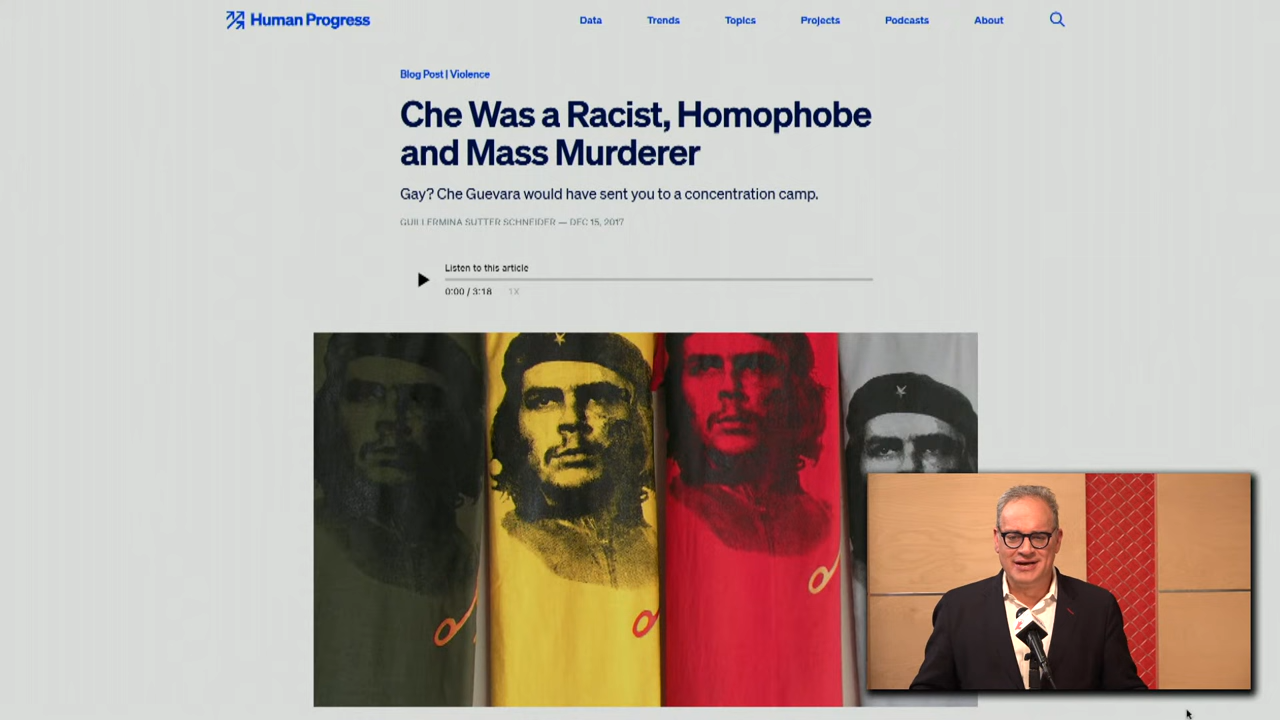 Human Progress
Data Trends Topics Projects Podcasts About
Blog Post | Violence
Che Was a Racist, Homophobe
and Mass Murderer
Gay? Che Guevara would have sent you to a concentration camp.
GUILLERMINA SUTTER SCHNEIDER — DEC 15, 2017
Listen to this article
0:00 / 3:18 1X